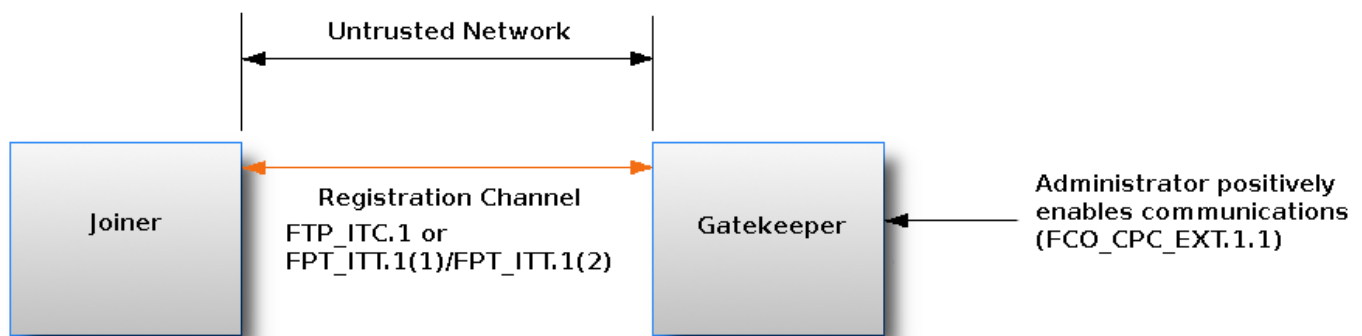 Untrusted Network
Joiner
Registration Channel
FTP_ITC.1 or
FPT_ITT.1(1)/FPT_ITT.1(2)
Gatekeeper
Administrator positively
enables communications
(FCO_CPC_EXT.1.1)